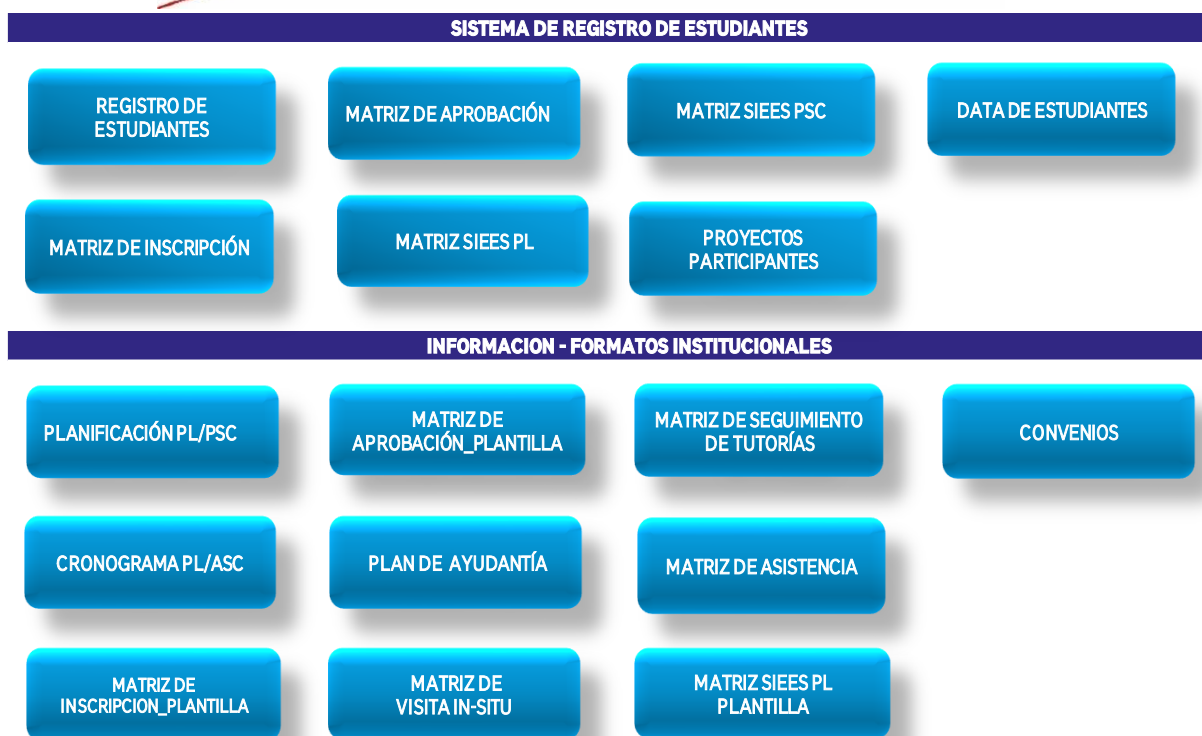 SISTEMA DE REGISTRO DE ESTUDIANTES
REGISTRO DE
ESTUDIANTES
MATRIZ DE APROBACIÓN
MATRIZ SIEES PSC
DATA DE ESTUDIANTES
MATRIZ DE INSCRIPCIÓN
MATRIZ SIEES PL
PROYECTOS
PARTICIPANTES
INFORMACION - FORMATOS INSTITUCIONALES
PLANIFICACIÓN PL/PSC
MATRIZ DE
APROBACIÓN_PLANTILLA
MATRIZ DE SEGUIMIENTO
DE TUTORÍAS
CONVENIOS
CRONOGRAMA PL/ASC
PLAN DE AYUDANTÍA
MATRIZ DE ASISTENCIA
MATRIZ DE
INSCRIPCION_PLANTILLA
MATRIZ DE
VISITA IN-SITU
MATRIZ SIEES PL
PLANTILLA